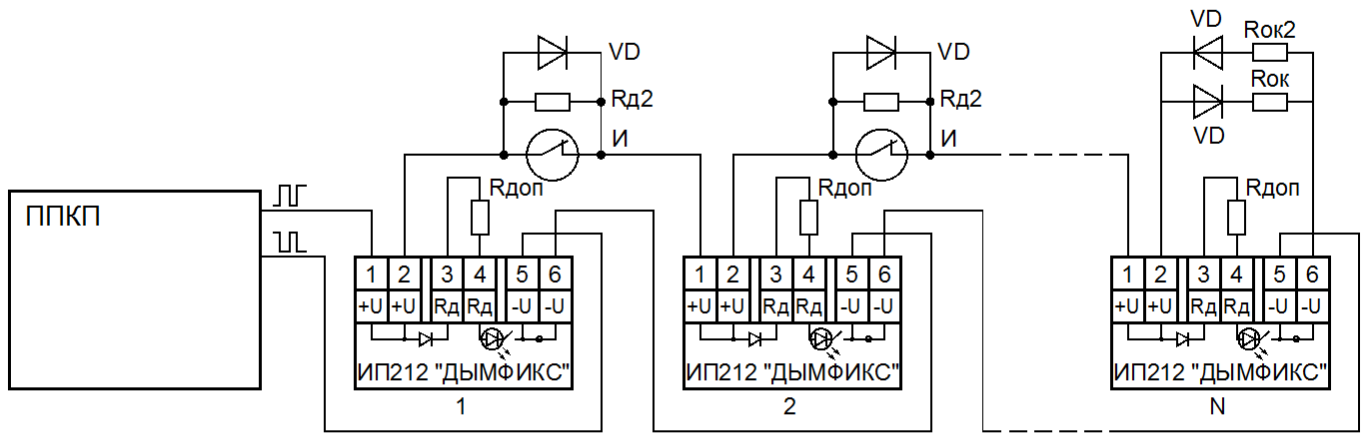 VD
Rд2
И
VD
Rд2
И
VD
Rок2
Rок
VD
ППКП
Rдоп
Rдоп
Rдоп
1 2 3 4 5 6
+U +U Rд Rд -U -U
ИП212 "ДЫМФИКС"
1
1 2 3 4 5 6
+U +U Rд Rд -U -U
ИП212 "ДЫМФИКС"
2
1 2 3 4 5 6
+U +U Rд Rд -U -U
ИП212 "ДЫМФИКС"
N